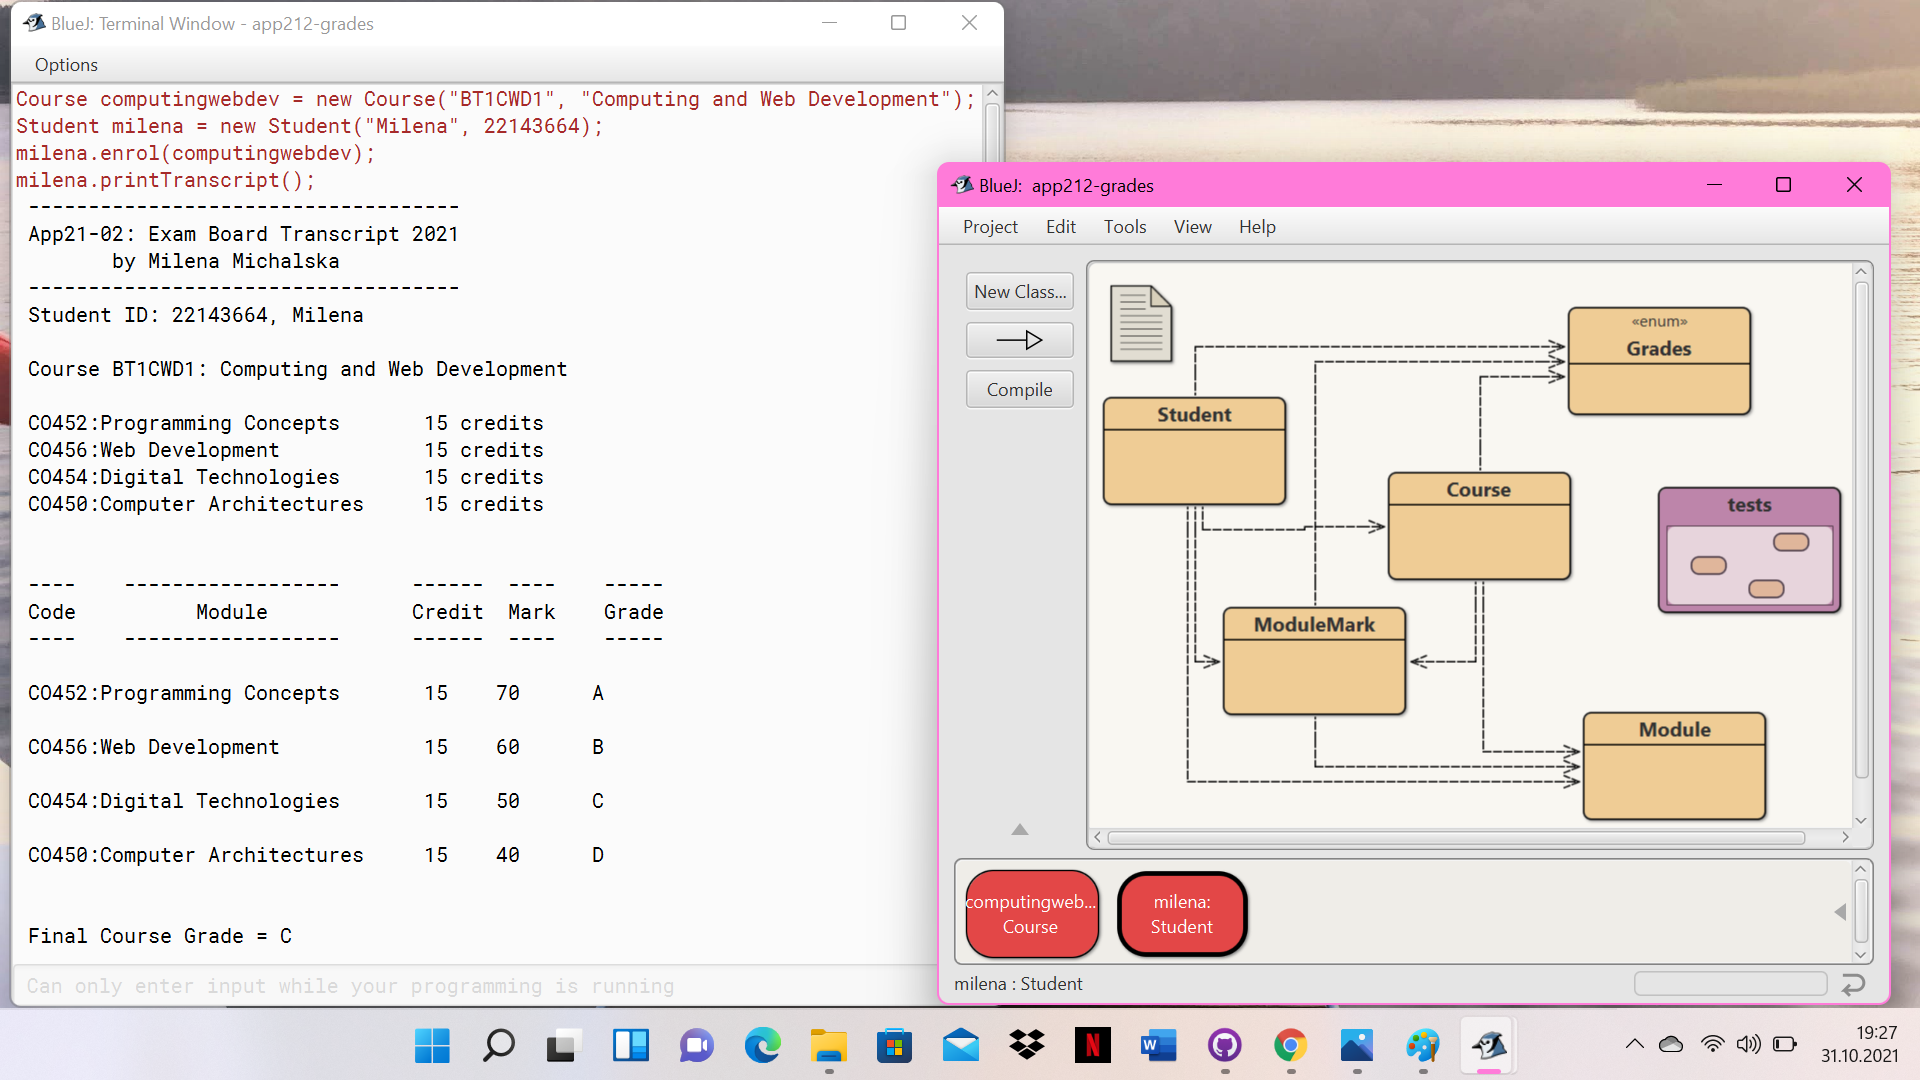 BlueJ: Terminal Window - app212-grades
Options
Course computingwebdev = new Course("BT1CWD1", "Computing and Web Development");
Student milena = new Student("Milena", 22143664);
milena.enrol(computingwebdev);
milena.printTranscript();
------------------------------------
App21-02: Exam Board Transcript 2021
by Milena Michalska
------------------------------------
Student ID: 22143664, Milena
Course BT1CWD1: Computing and Web Development
CO452:Programming Concepts 15 credits
CO456:Web Development 15 credits
CO454:Digital Technologies 15 credits
CO450:Computer Architectures 15 credits
---- ------------------ ------ ---- -----
Code Module Credit Mark Grade
---- ------------------ ------ ---- -----
CO452:Programming Concepts 15 70 A
CO456:Web Development 15 60 B
CO454:Digital Technologies 15 50 C
CO450:Computer Architectures 15 40 D
Final Course Grade = C
Can only enter input while your programming is running
BlueJ: app212-grades
Project Edit Tools View Help
New Class...
Compile
«enum»
Grades
Student
Course
tests
ModuleMark
Module
computingweb...
Course
milena:
Student
milena : Student
N
W
19:27
31.10.2021